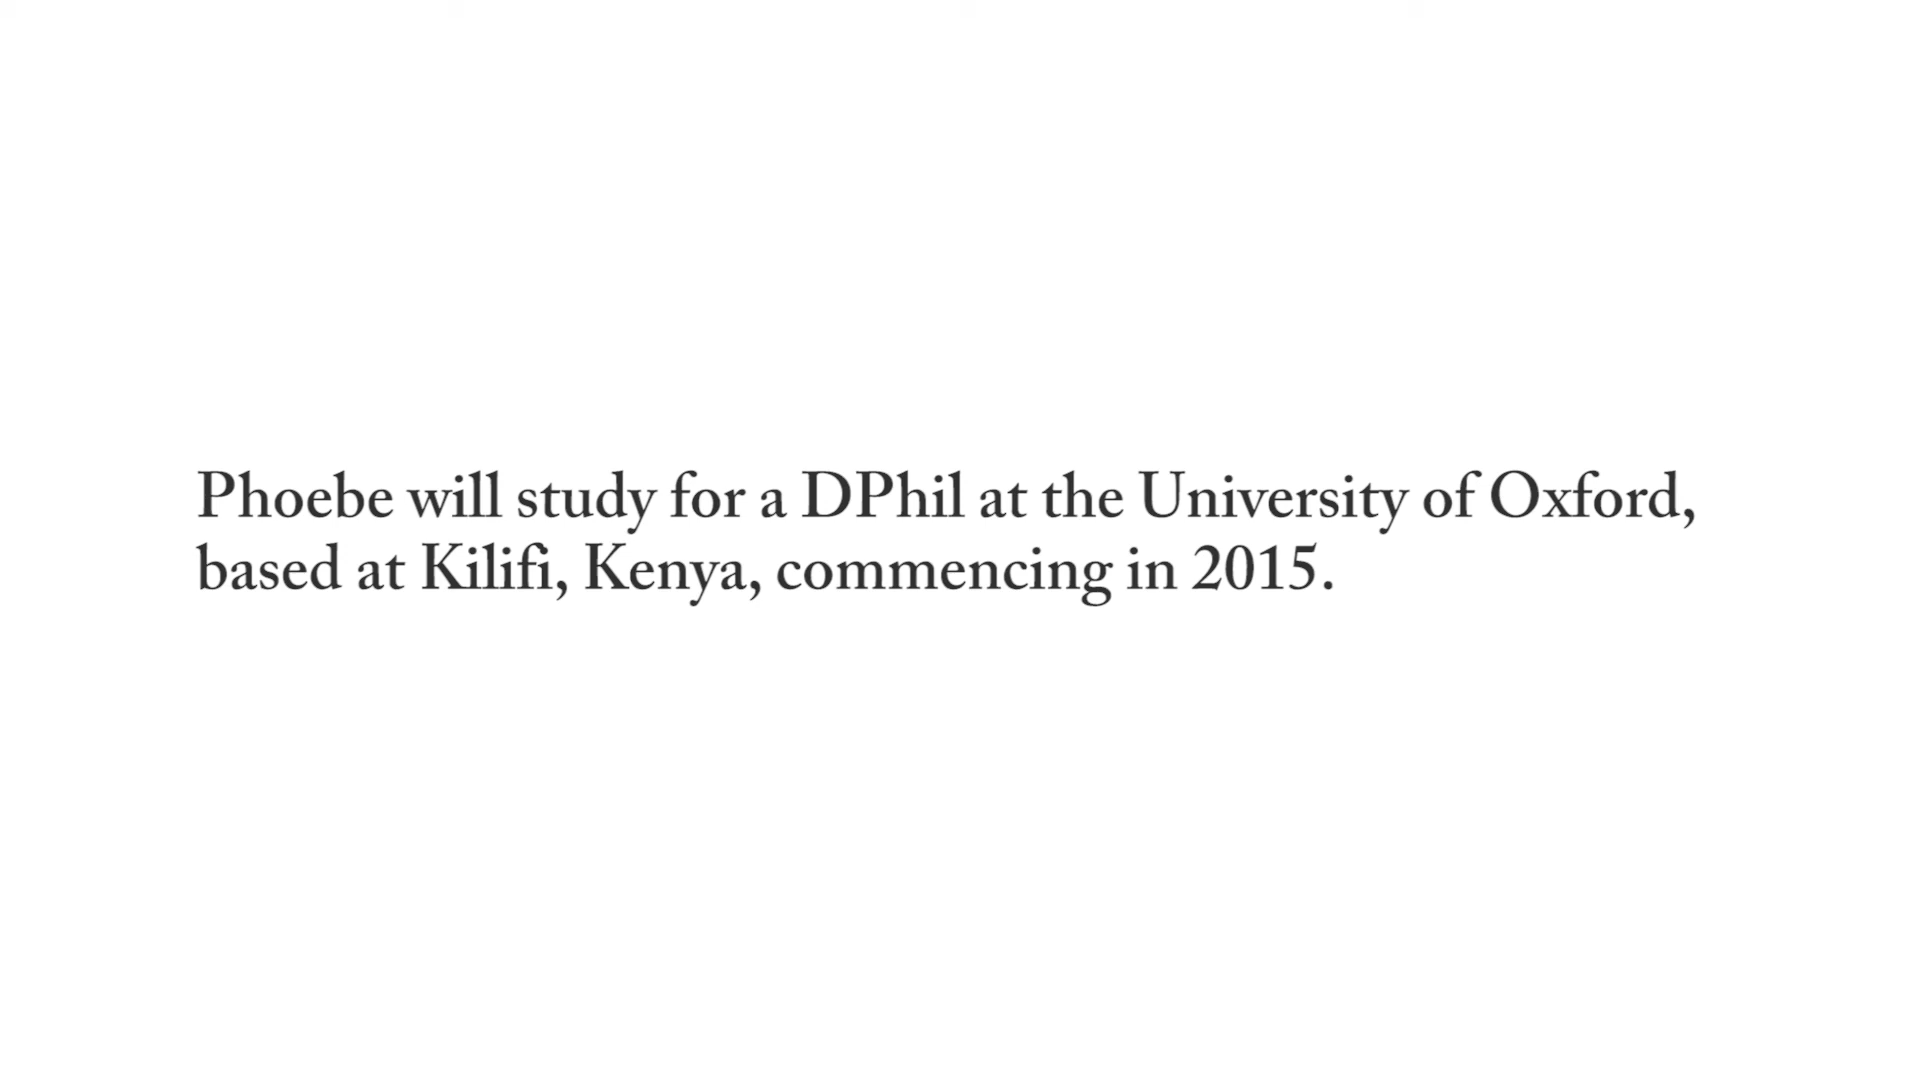 Phoebe will study for a DPhil at the University of Oxford,
based at Kilifi, Kenya, commencing in 2015.